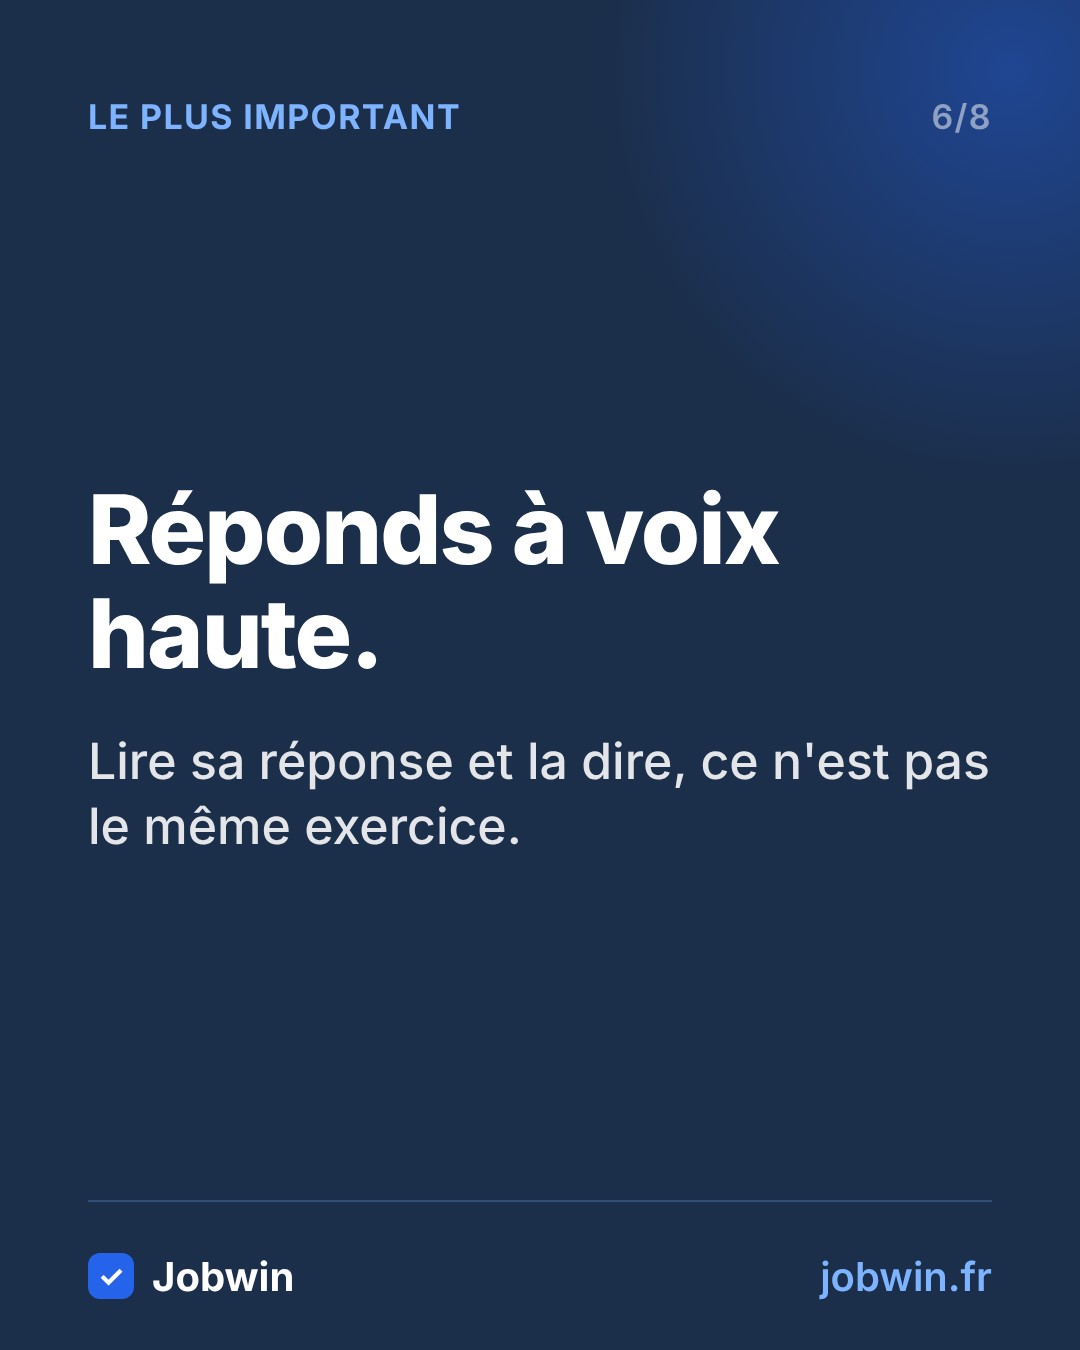 LE PLUS IMPORTANT
6/8
Réponds à voix
haute.
Lire sa réponse et la dire, ce n'est pas
le même exercice.
Jobwin
jobwin.fr